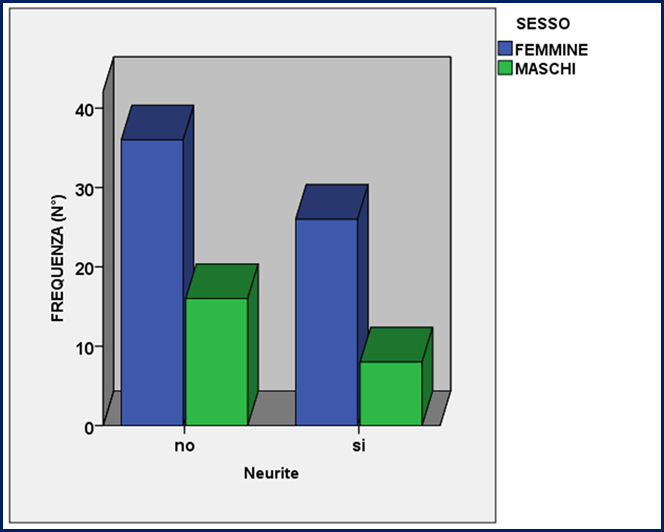 SESSO
FEMMINE
MASCHI
FREQUENZA (N°)
40
30
20
10
0
no
si
Neurite